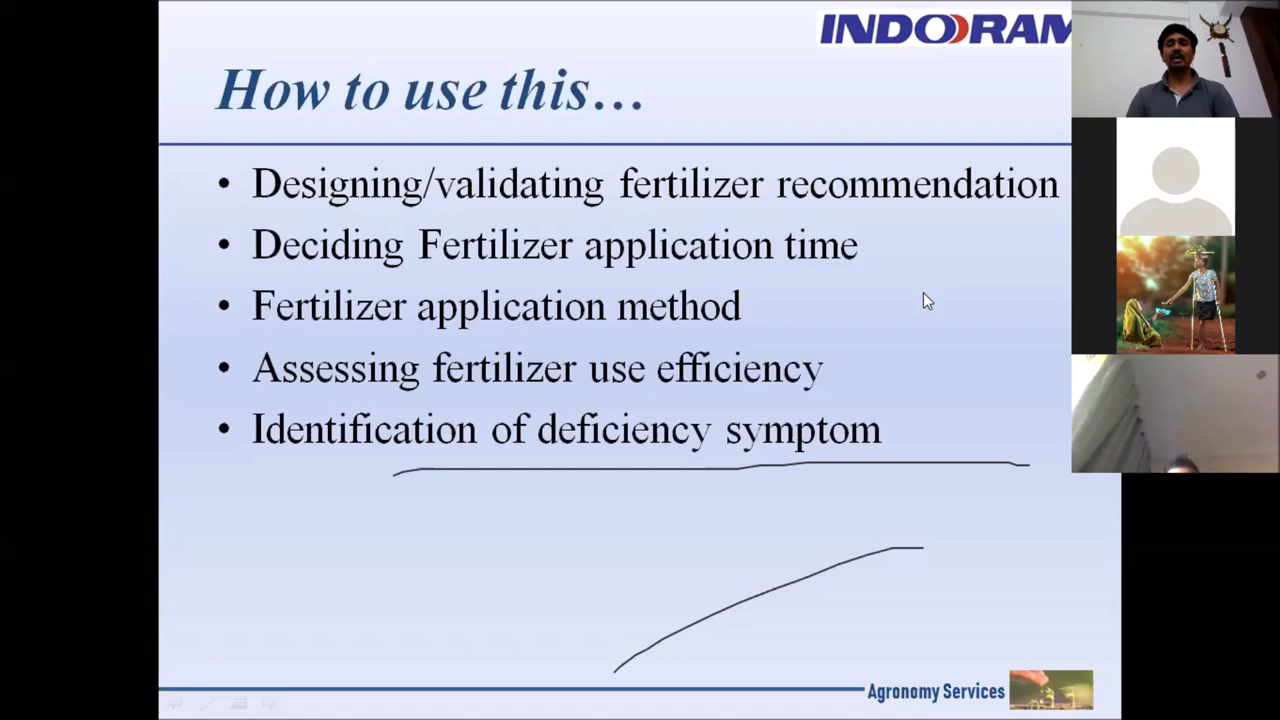 INDORAM
How to use this…
• Designing/validating fertilizer recommendation
• Deciding Fertilizer application time
• Fertilizer application method
• Assessing fertilizer use efficiency
• Identification of deficiency symptom
Agronomy Services